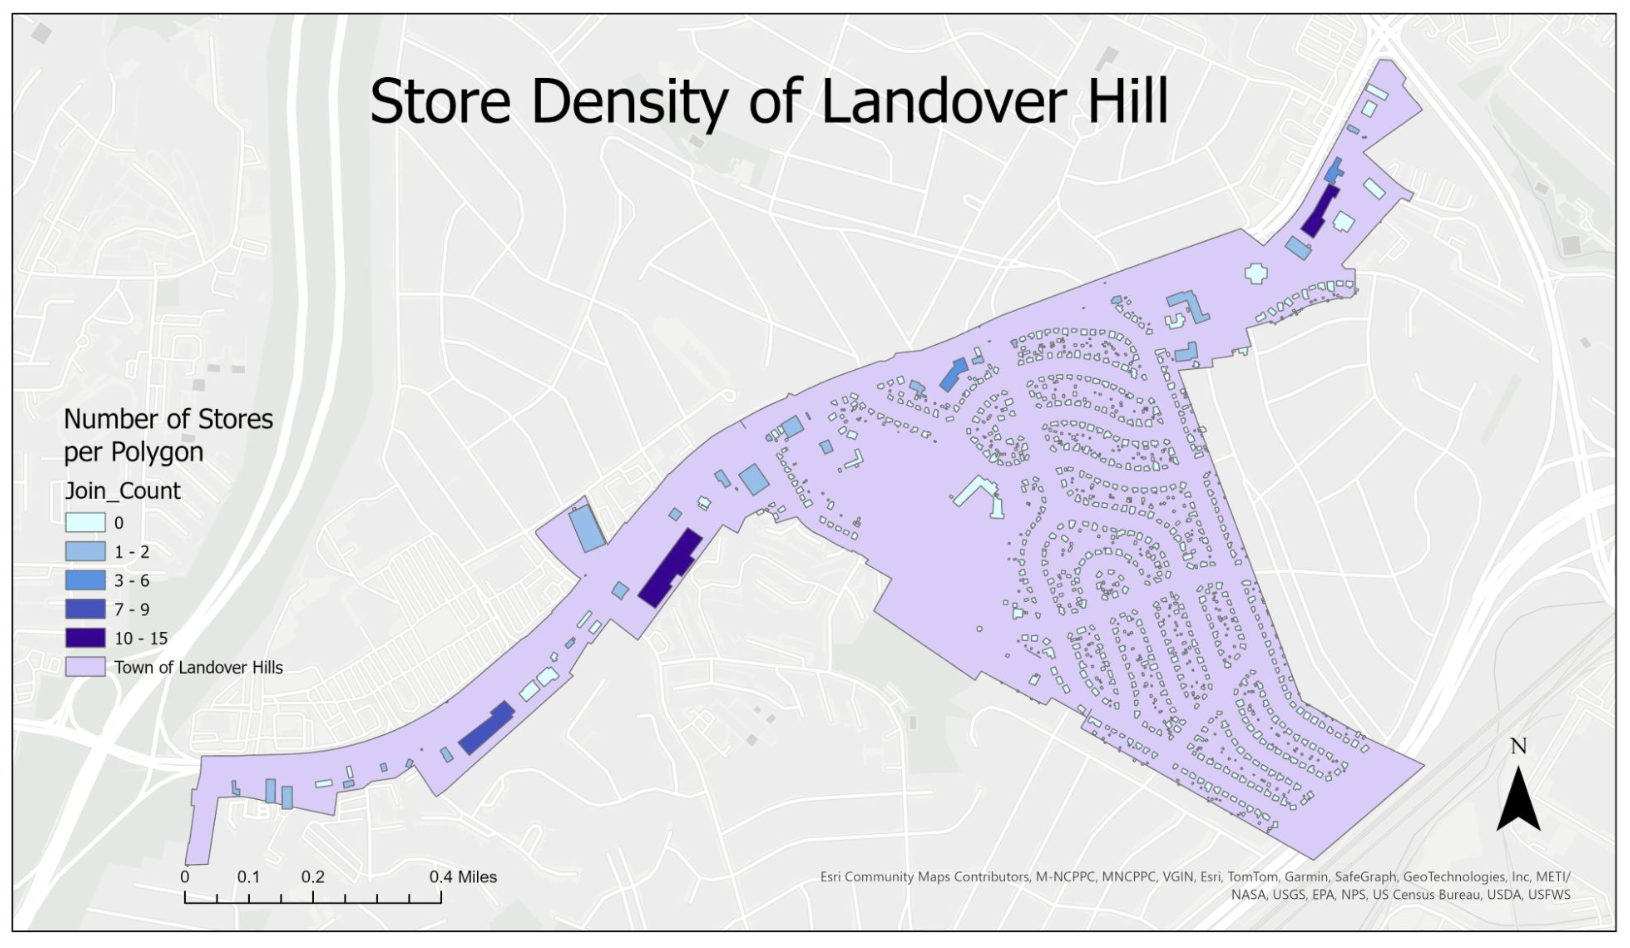 Store Density of Landover Hill
Number of Stores
per Polygon
Join_Count
0
1 - 2
3 - 6
7 - 9
10 - 15
Town of Landover Hills
N
0 0.1 0.2 0.4 Miles
Esri Community Maps Contributors, M-NCPPC, MNCPPC, VGIN, Esri, TomTom, Garmin, SafeGraph, GeoTechnologies, Inc, METI/
NASA, USGS, EPA, NPS, US Census Bureau, USDA, USFWS